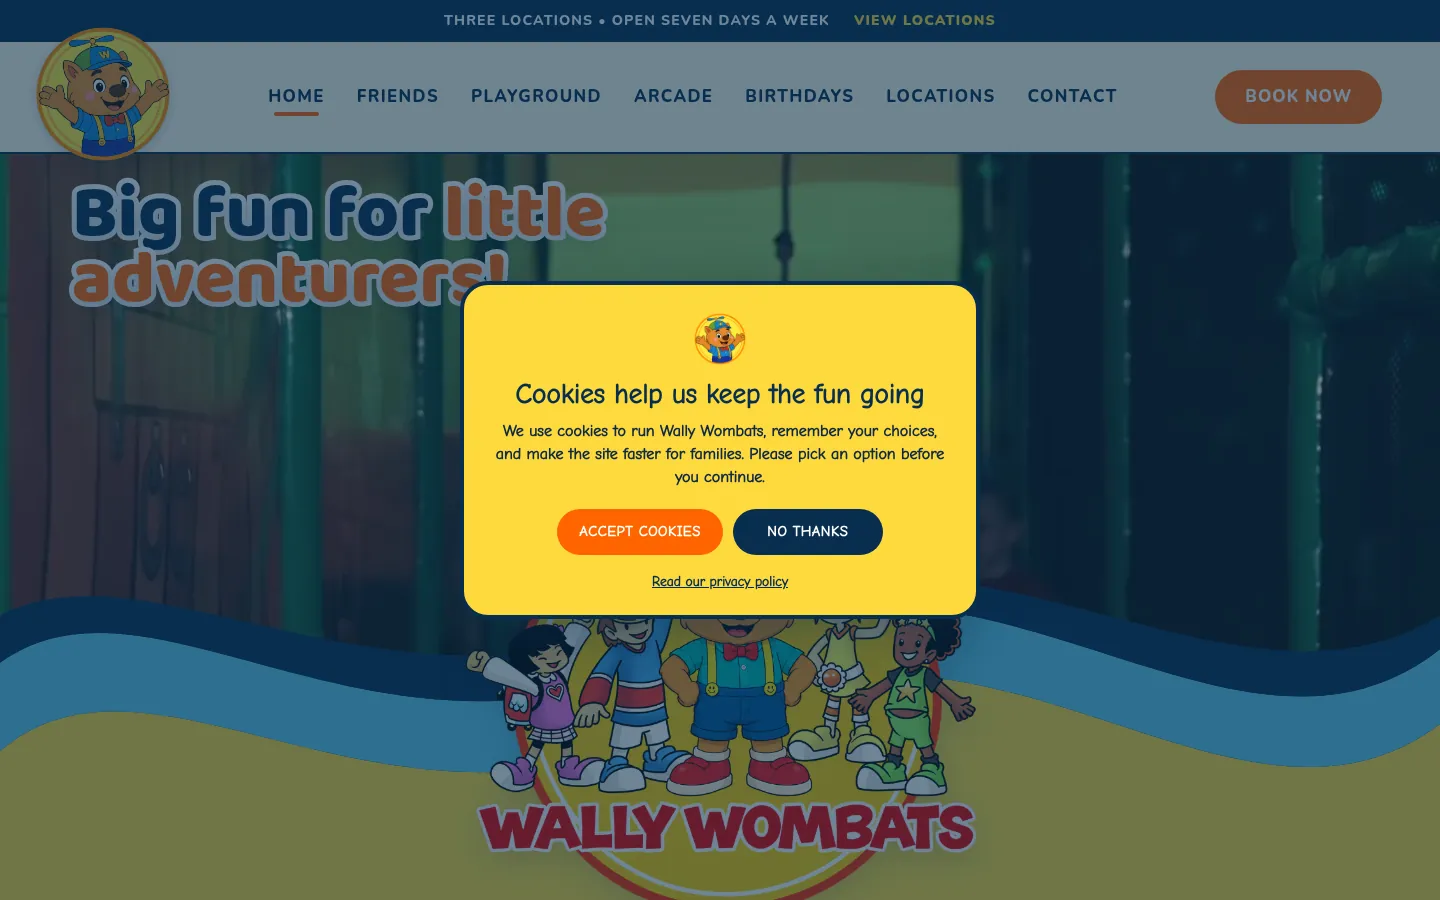 THREE LOCATIONS • OPEN SEVEN DAYS A WEEK VIEW LOCATIONS
W
HOME FRIENDS PLAYGROUND ARCADE BIRTHDAYS LOCATIONS CONTACT BOOK NOW
Big fun for little
adventurers!
Cookies help us keep the fun going
We use cookies to run Wally Wombats, remember your choices,
and make the site faster for families. Please pick an option before
you continue.
ACCEPT COOKIES NO THANKS
Read our privacy policy
WALLY WOMBATS